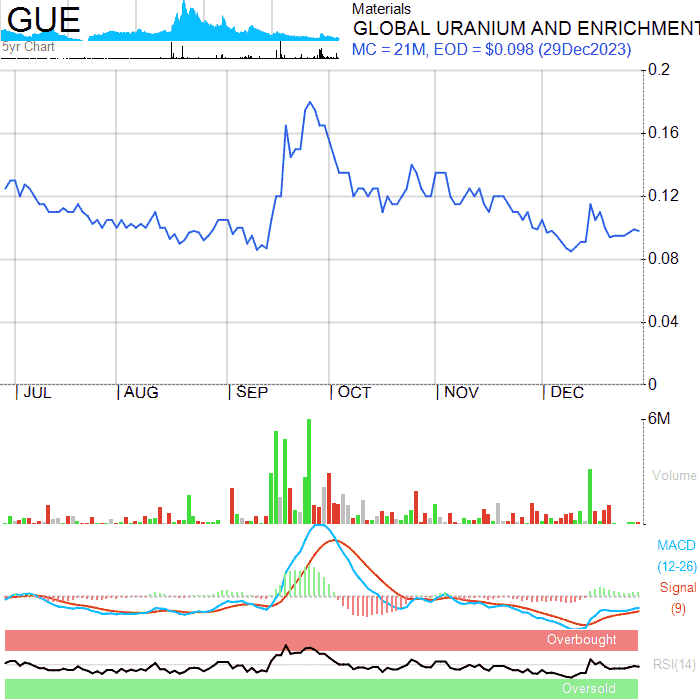 GUE
5yr Chart
Materials
GLOBAL URANIUM AND ENRICHMENT
MC = 21M, EOD = $0.098 (29Dec2023)
0.2
0.16
0.12
0.08
0.04
0
JUL AUG SEP OCT NOV DEC
6M
Volume
MACD
(12-26)
Signal
(9)
Overbought
RSI(14)
Oversold